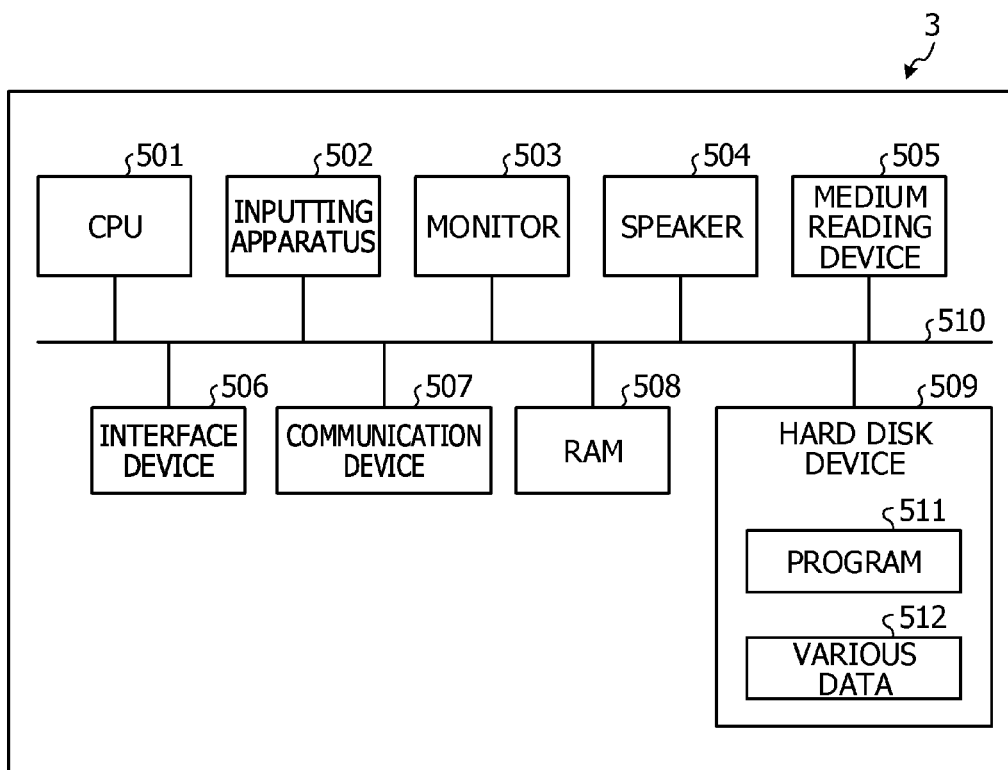 3
501
CPU
502
INPUTTING
APPARATUS
503
MONITOR
504
SPEAKER
505
MEDIUM
READING
DEVICE
510
506
INTERFACE
DEVICE
507
COMMUNICATION
DEVICE
508
RAM
509
HARD DISK
DEVICE
511
PROGRAM
512
VARIOUS
DATA